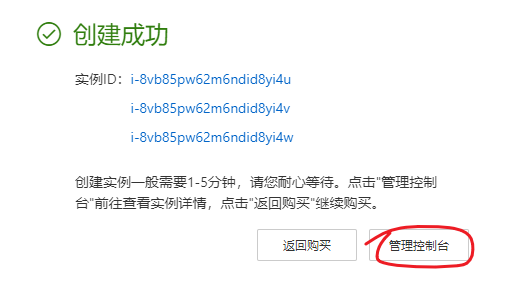 创建成功
实例ID： i-8vb85pw62m6ndid8yi4u
i-8vb85pw62m6ndid8yi4v
i-8vb85pw62m6ndid8yi4w
创建实例一般需要1-5分钟，请您耐心等待。点击"管理控制
台"前往查看实例详情，点击"返回购买"继续购买。
返回购买 管理控制台